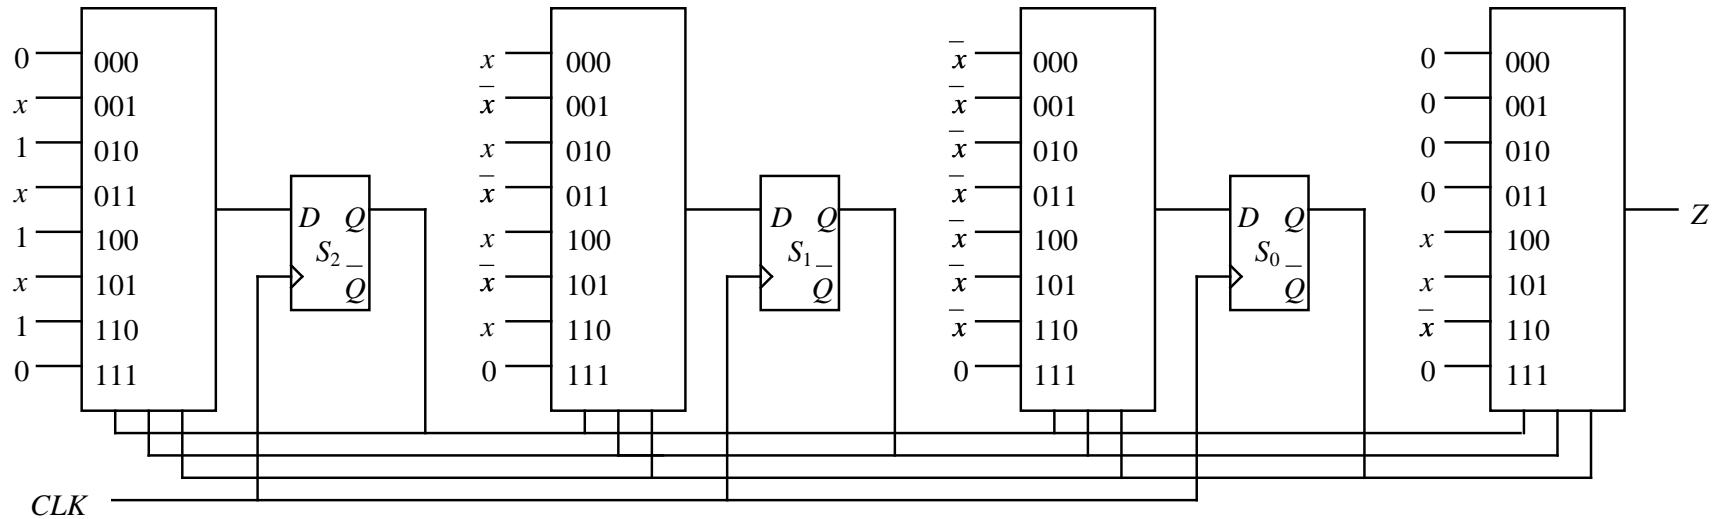 0 000 x 000 x̅ 000 0 000
x 001 x̅ 001 x̅ 001 0 001
1 010 x 010 x̅ 010 0 010
x 011 x̅ 011 x̅ 011 0 011
D Q D Q D Q Z
1 100 x 100 x̅ 100 x 100
S₂ S₁ S₀
x 101 x̅ 101 x̅ 101 x 101
Q̅ Q̅ Q̅
1 110 x 110 x̅ 110 x̅ 110
0 111 0 111 0 111 0 111
CLK